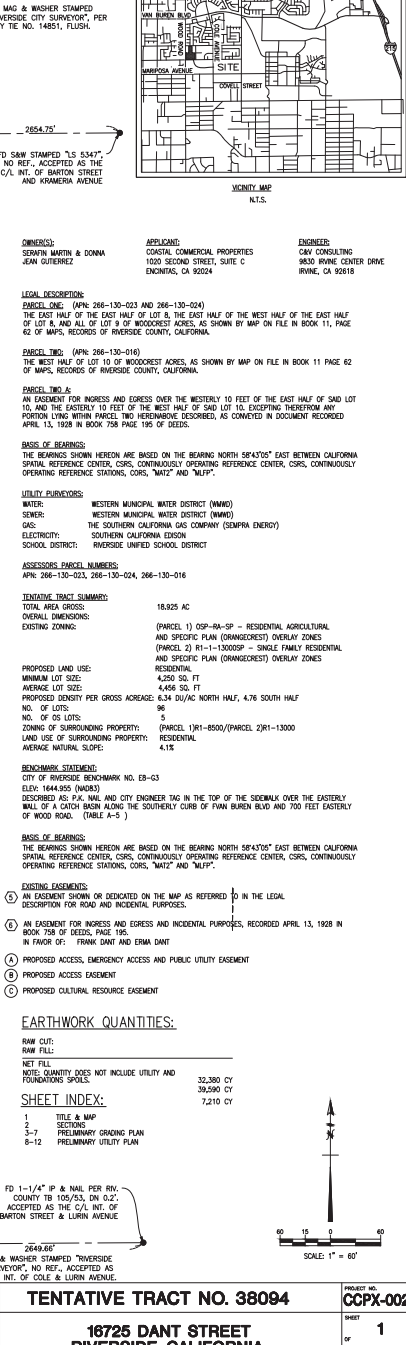 MAG & WASHER STAMPED
VERSIDE CITY SURVEYOR", PER
Y TIE NO. 14851, FLUSH.
VAN BUREN BLVD
WOOD ROAD
COLE AVENUE
SITE
MARIPOSA AVENUE
COVELL STREET
215
2654.75'
FD S&W STAMPED "LS 5347",
NO REF., ACCEPTED AS THE
C/L INT. OF BARTON STREET
AND KRAMERIA AVENUE
VICINITY MAP
N.T.S.
OWNER(S):
SERAFIN MARTIN & DONNA
JEAN GUTIERREZ
APPLICANT:
COASTAL COMMERCIAL PROPERTIES
1020 SECOND STREET, SUITE C
ENCINITAS, CA 92024
ENGINEER:
C&V CONSULTING
9830 IRVINE CENTER DRIVE
IRVINE, CA 92618
LEGAL DESCRIPTION:
PARCEL ONE: (APN: 266-130-023 AND 266-130-024)
THE EAST HALF OF THE EAST HALF OF LOT 8, THE EAST HALF OF THE WEST HALF OF THE EAST HALF
OF LOT 8, AND ALL OF LOT 9 OF WOODCREST ACRES, AS SHOWN BY MAP ON FILE IN BOOK 11, PAGE
62 OF MAPS, RECORDS OF RIVERSIDE COUNTY, CALIFORNIA.
PARCEL TWO: (APN: 266-130-016)
THE WEST HALF OF LOT 10 OF WOODCREST ACRES, AS SHOWN BY MAP ON FILE IN BOOK 11 PAGE 62
OF MAPS, RECORDS OF RIVERSIDE COUNTY, CALIFORNIA.
PARCEL TWO A:
AN EASEMENT FOR INGRESS AND EGRESS OVER THE WESTERLY 10 FEET OF THE EAST HALF OF SAID LOT
10, AND THE EASTERLY 10 FEET OF THE WEST HALF OF SAID LOT 10. EXCEPTING THEREFROM ANY
PORTION LYING WITHIN PARCEL TWO HEREINABOVE DESCRIBED, AS CONVEYED IN DOCUMENT RECORDED
APRIL 13, 1928 IN BOOK 758 PAGE 195 OF DEEDS.
BASIS OF BEARINGS:
THE BEARINGS SHOWN HEREON ARE BASED ON THE BEARING NORTH 58°43'05" EAST BETWEEN CALIFORNIA
SPATIAL REFERENCE CENTER, CSRS, CONTINUOUSLY OPERATING REFERENCE CENTER, CSRS, CONTINUOUSLY
OPERATING REFERENCE STATIONS, CORS, "MAT2" AND "MLFP".
UTILITY PURVEYORS:
WATER: WESTERN MUNICIPAL WATER DISTRICT (WMWD)
SEWER: WESTERN MUNICIPAL WATER DISTRICT (WMWD)
GAS: THE SOUTHERN CALIFORNIA GAS COMPANY (SEMPRA ENERGY)
ELECTRICITY: SOUTHERN CALIFORNIA EDISON
SCHOOL DISTRICT: RIVERSIDE UNIFIED SCHOOL DISTRICT
ASSESSORS PARCEL NUMBERS:
APN: 266-130-023, 266-130-024, 266-130-016
TENTATIVE TRACT SUMMARY:
TOTAL AREA GROSS: 18.925 AC
OVERALL DIMENSIONS:
EXISTING ZONING: (PARCEL 1) OSP-RA-SP - RESIDENTIAL AGRICULTURAL
AND SPECIFIC PLAN (ORANGECREST) OVERLAY ZONES
(PARCEL 2) R1-1-13000SP - SINGLE FAMILY RESIDENTIAL
AND SPECIFIC PLAN (ORANGECREST) OVERLAY ZONES
PROPOSED LAND USE: RESIDENTIAL
MINIMUM LOT SIZE: 4,250 SQ. FT
AVERAGE LOT SIZE: 4,456 SQ. FT
PROPOSED DENSITY PER GROSS ACREAGE: 6.34 DU/AC NORTH HALF, 4.76 SOUTH HALF
NO. OF LOTS: 96
NO. OF OS LOTS: 5
ZONING OF SURROUNDING PROPERTY: (PARCEL 1)R1-8500/(PARCEL 2)R1-13000
LAND USE OF SURROUNDING PROPERTY: RESIDENTIAL
AVERAGE NATURAL SLOPE: 4.1%
BENCHMARK STATEMENT:
CITY OF RIVERSIDE BENCHMARK NO. E8-G3
ELEV: 1644.955 (NAD83)
DESCRIBED AS: P.K. NAIL AND CITY ENGINEER TAG IN THE TOP OF THE SIDEWALK OVER THE EASTERLY
WALL OF A CATCH BASIN ALONG THE SOUTHERLY CURB OF FVAN BUREN BLVD AND 700 FEET EASTERLY
OF WOOD ROAD. (TABLE A-5 )
BASIS OF BEARINGS:
THE BEARINGS SHOWN HEREON ARE BASED ON THE BEARING NORTH 58°43'05" EAST BETWEEN CALIFORNIA
SPATIAL REFERENCE CENTER, CSRS, CONTINUOUSLY OPERATING REFERENCE CENTER, CSRS, CONTINUOUSLY
OPERATING REFERENCE STATIONS, CORS, "MAT2" AND "MLFP".
EXISTING EASEMENTS:
5 AN EASEMENT SHOWN OR DEDICATED ON THE MAP AS REFERRED TO IN THE LEGAL
DESCRIPTION FOR ROAD AND INCIDENTAL PURPOSES.
6 AN EASEMENT FOR INGRESS AND EGRESS AND INCIDENTAL PURPOSES, RECORDED APRIL 13, 1928 IN
BOOK 758 OF DEEDS, PAGE 195.
IN FAVOR OF: FRANK DANT AND ERMA DANT
A PROPOSED ACCESS, EMERGENCY ACCESS AND PUBLIC UTILITY EASEMENT
B PROPOSED ACCESS EASEMENT
C PROPOSED CULTURAL RESOURCE EASEMENT
EARTHWORK QUANTITIES:
RAW CUT:
RAW FILL:
NET FILL
NOTE: QUANTITY DOES NOT INCLUDE UTILITY AND
FOUNDATIONS SPOILS.
32,380 CY
39,590 CY
7,210 CY
SHEET INDEX:
1 TITLE & MAP
2 SECTIONS
3-7 PRELIMINARY GRADING PLAN
8-12 PRELIMINARY UTILITY PLAN
FD 1-1/4" IP & NAIL PER RIV.
COUNTY TB 105/53, DN 0.2'.
ACCEPTED AS THE C/L INT. OF
BARTON STREET & LURIN AVENUE
2649.66'
& WASHER STAMPED "RIVERSIDE
VEYOR", NO REF., ACCEPTED AS
INT. OF COLE & LURIN AVENUE.
60 15 0 60
SCALE: 1" = 60'
TENTATIVE TRACT NO. 38094
PROJECT NO.
CCPX-002
16725 DANT STREET
RIVERSIDE, CALIFORNIA
SHEET
1
OF